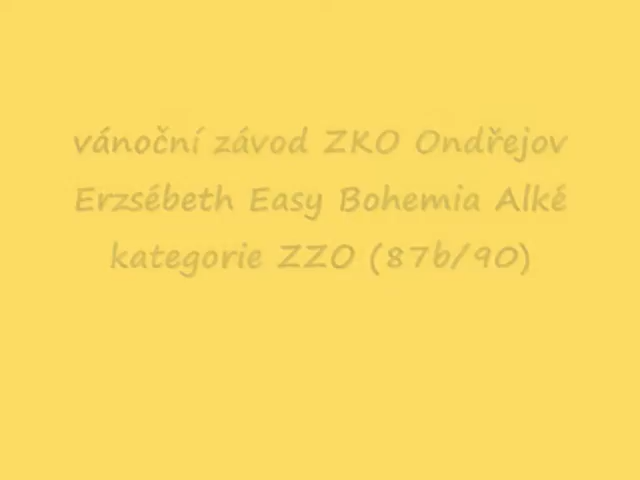 vánoční závod ZKO Ondřejov
Erzsébeth Easy Bohemia Alké
kategorie ZZO (87b/90)